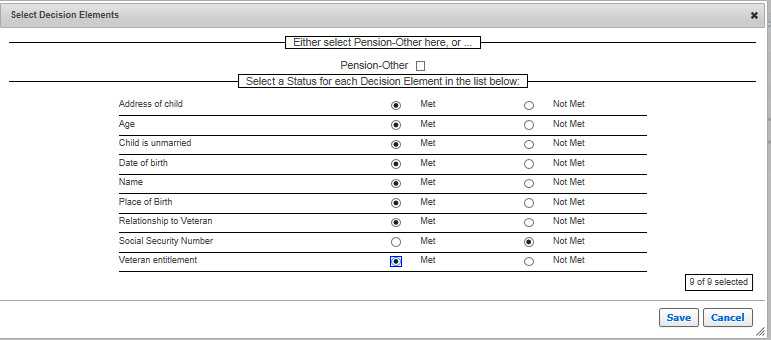 Select Decision Elements
Either select Pension-Other here, or ...
Pension-Other
Select a Status for each Decision Element in the list below:
Address of child Met Not Met
Age Met Not Met
Child is unmarried Met Not Met
Date of birth Met Not Met
Name Met Not Met
Place of Birth Met Not Met
Relationship to Veteran Met Not Met
Social Security Number Met Not Met
Veteran entitlement Met Not Met
9 of 9 selected
Save Cancel